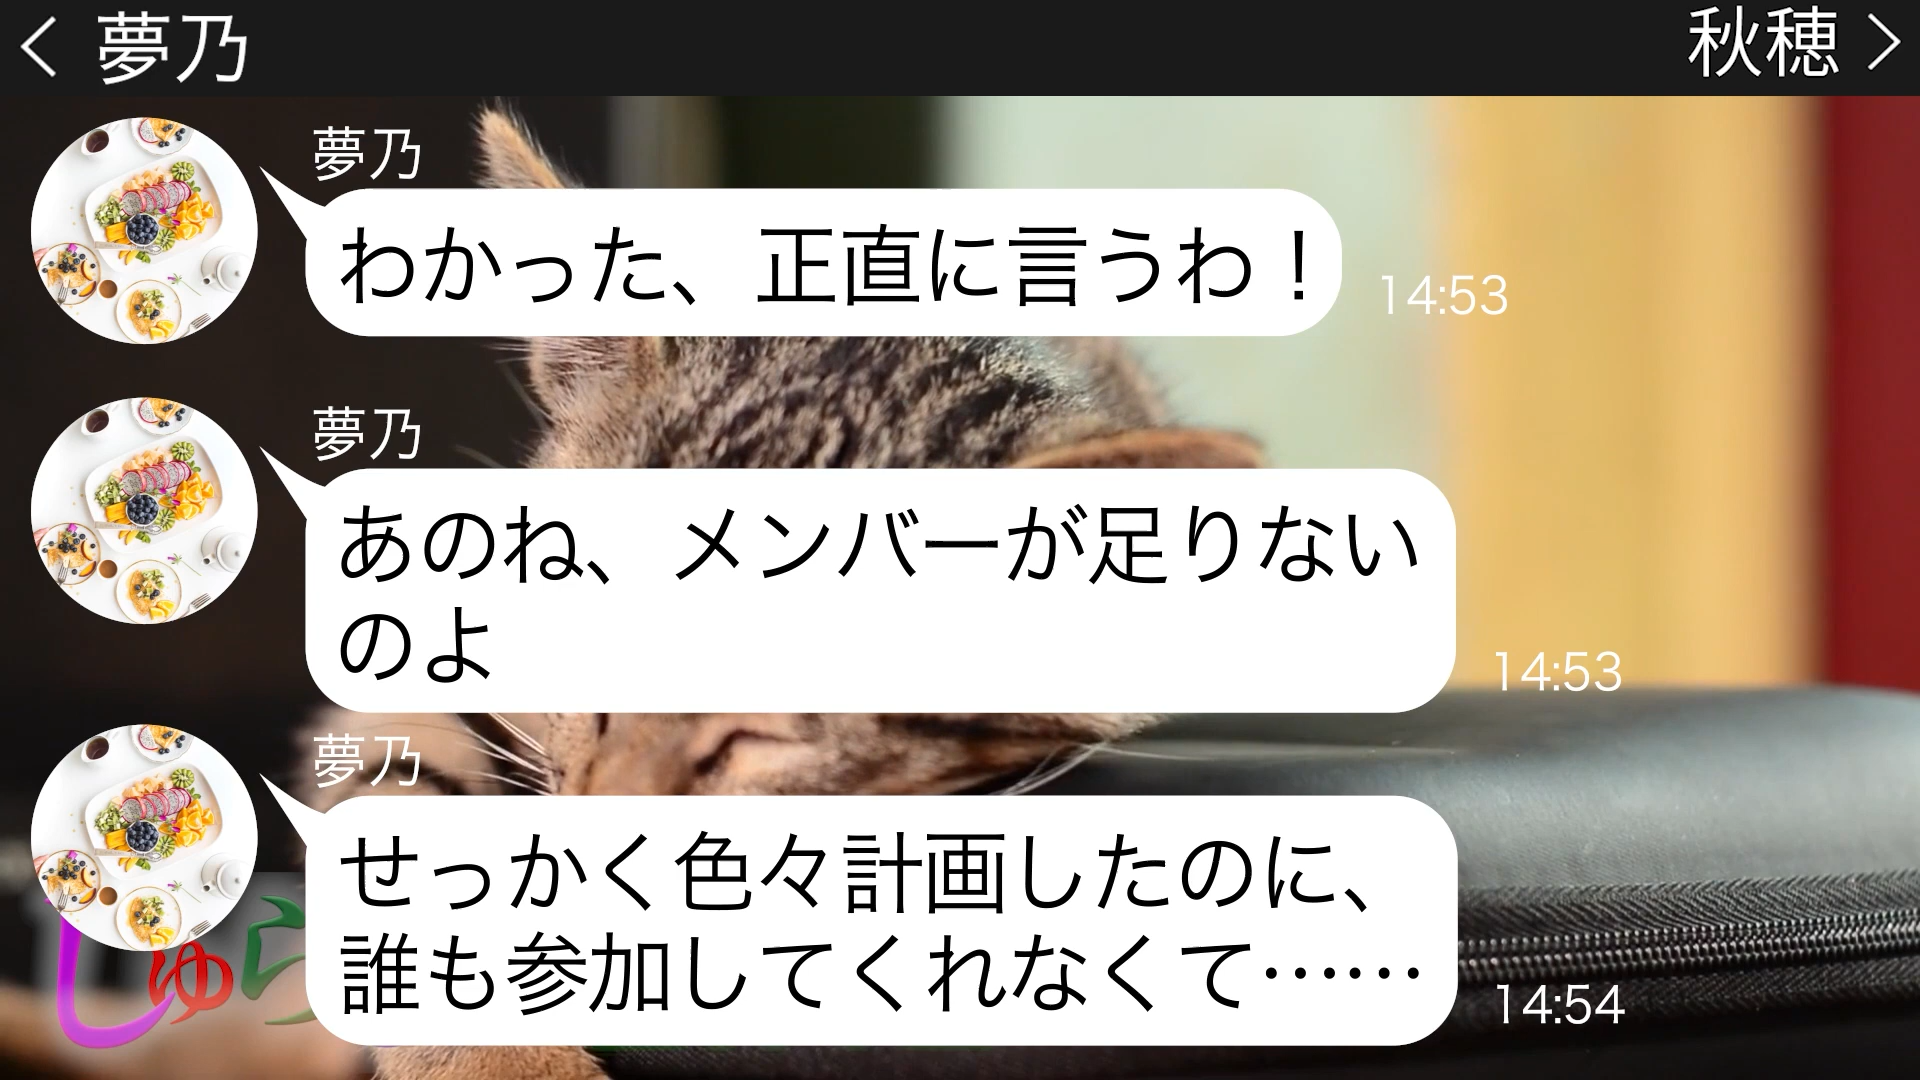 夢乃
秋穂
夢乃
わかった、正直に言うわ！
14:53
夢乃
あのね、メンバーが足りない
のよ
14:53
夢乃
せっかく色々計画したのに、
誰も参加してくれなくて……
14:54
しゅら